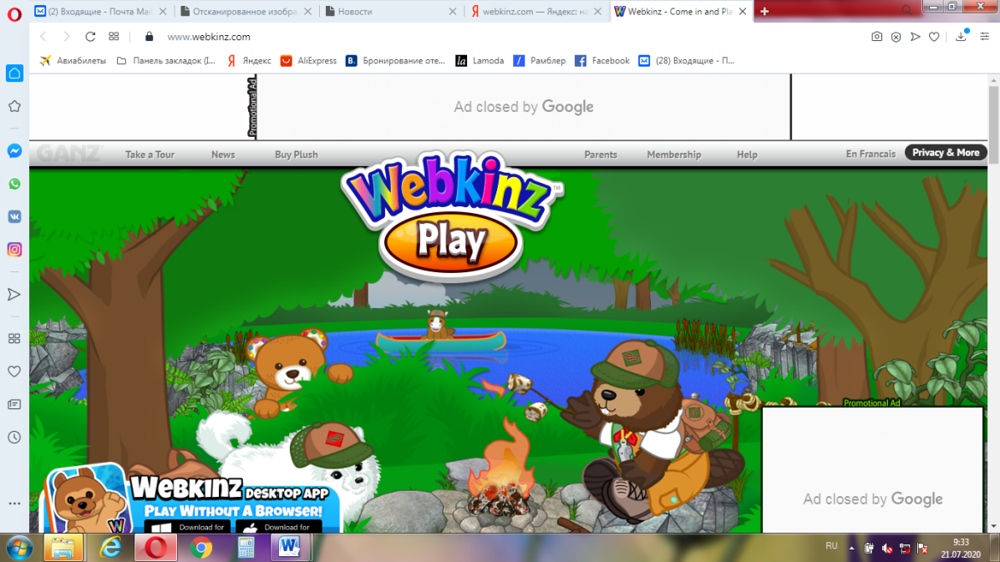 (2) Входящие - Почта Mail
Отсканированное изобра
Новости
webkinz.com — Яндекс: на
Webkinz - Come in and Pla
www.webkinz.com
Авиабилеты
Панель закладок (I...
Яндекс
AliExpress
Бронирование оте...
Lamoda
Рамблер
Facebook
(28) Входящие - П...
Promotional Ad
Ad closed by Google
GANZ
Take a Tour
News
Buy Plush
Parents
Membership
Help
En Francais
Privacy & More
Webkinz™
Play
Promotional Ad
Ad closed by Google
Webkinz DESKTOP APP
PLAY WITHOUT A BROWSER!
Download for
Download for
RU
9:33
21.07.2020